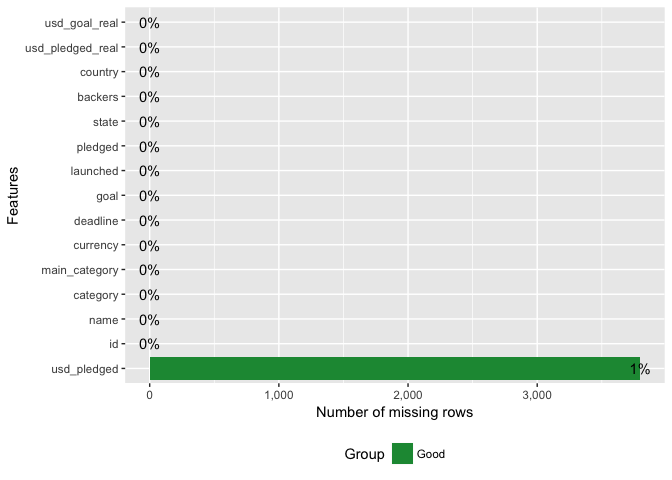 usd_goal_real 0%
usd_pledged_real 0%
country 0%
backers 0%
state 0%
pledged 0%
launched 0%
goal 0%
deadline 0%
currency 0%
main_category 0%
category 0%
name 0%
id 0%
usd_pledged 1%
Features
0 1,000 2,000 3,000
Number of missing rows
Group Good